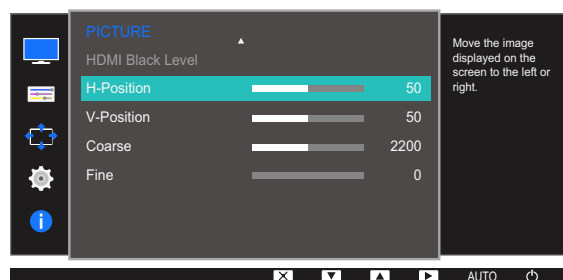 PICTURE
HDMI Black Level
H-Position 50
V-Position 50
Coarse 2200
Fine 0
Move the image
displayed on the
screen to the left or
right.
AUTO